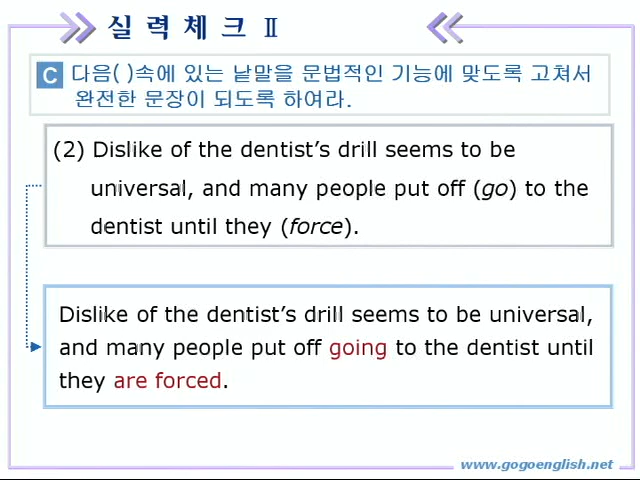 실 력 체 크 Ⅱ
C 다음( )속에 있는 낱말을 문법적인 기능에 맞도록 고쳐서
완전한 문장이 되도록 하여라.
(2) Dislike of the dentist’s drill seems to be
universal, and many people put off (go) to the
dentist until they (force).
Dislike of the dentist’s drill seems to be universal,
and many people put off going to the dentist until
they are forced.
www.gogoenglish.net